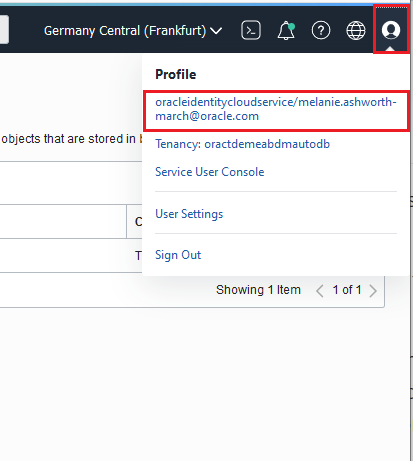 Germany Central (Frankfurt)
Profile
oracleidentitycloudservice/melanie.ashworth-
march@oracle.com
objects that are stored in b
Tenancy: oractdemeabdmautodb
Service User Console
User Settings
Sign Out
Showing 1 Item 1 of 1